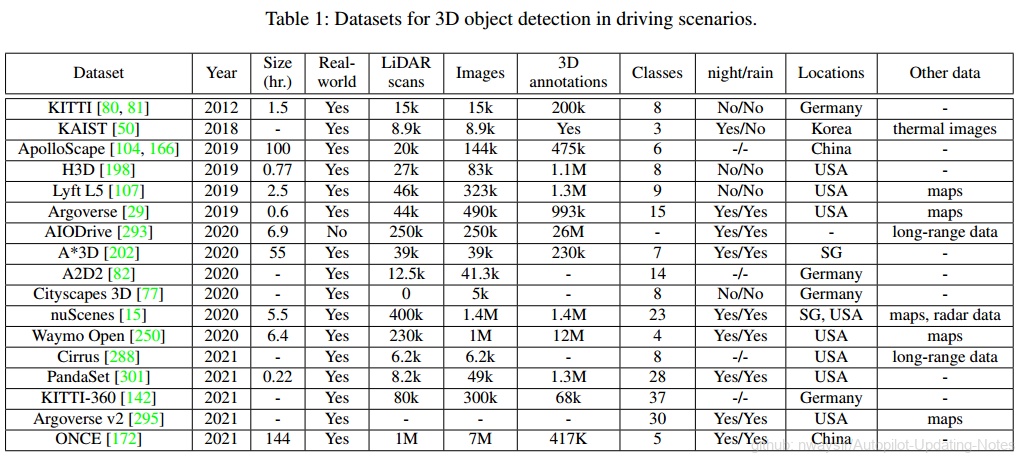 Table 1: Datasets for 3D object detection in driving scenarios.
Dataset Year Size (hr.) Real-world LiDAR scans Images 3D annotations Classes night/rain Locations Other data
KITTI [80, 81] 2012 1.5 Yes 15k 15k 200k 8 No/No Germany -
KAIST [50] 2018 - Yes 8.9k 8.9k Yes 3 Yes/No Korea thermal images
ApolloScape [104, 166] 2019 100 Yes 20k 144k 475k 6 -/- China -
H3D [198] 2019 0.77 Yes 27k 83k 1.1M 8 No/No USA -
Lyft L5 [107] 2019 2.5 Yes 46k 323k 1.3M 9 No/No USA maps
Argoverse [29] 2019 0.6 Yes 44k 490k 993k 15 Yes/Yes USA maps
AIODrive [293] 2020 6.9 No 250k 250k 26M - Yes/Yes - long-range data
A*3D [202] 2020 55 Yes 39k 39k 230k 7 Yes/Yes SG -
A2D2 [82] 2020 - Yes 12.5k 41.3k - 14 -/- Germany -
Cityscapes 3D [77] 2020 - Yes 0 5k - 8 No/No Germany -
nuScenes [15] 2020 5.5 Yes 400k 1.4M 1.4M 23 Yes/Yes SG, USA maps, radar data
Waymo Open [250] 2020 6.4 Yes 230k 1M 12M 4 Yes/Yes USA maps
Cirrus [288] 2021 - Yes 6.2k 6.2k - 8 -/- USA long-range data
PandaSet [301] 2021 0.22 Yes 8.2k 49k 1.3M 28 Yes/Yes USA -
KITTI-360 [142] 2021 - Yes 80k 300k 68k 37 -/- Germany -
Argoverse v2 [295] 2021 - Yes - - - 30 Yes/Yes USA maps
ONCE [172] 2021 144 Yes 1M 7M 417K 5 Yes/Yes China -
github: nwaysir/Autopilot-Updating-Notes